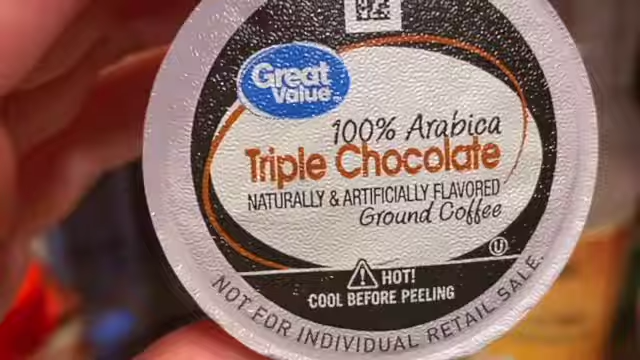 Great
Value
100% Arabica
Triple Chocolate
NATURALLY & ARTIFICIALLY FLAVORED
Ground Coffee
U
HOT!
COOL BEFORE PEELING
NOT FOR INDIVIDUAL RETAIL SALE.